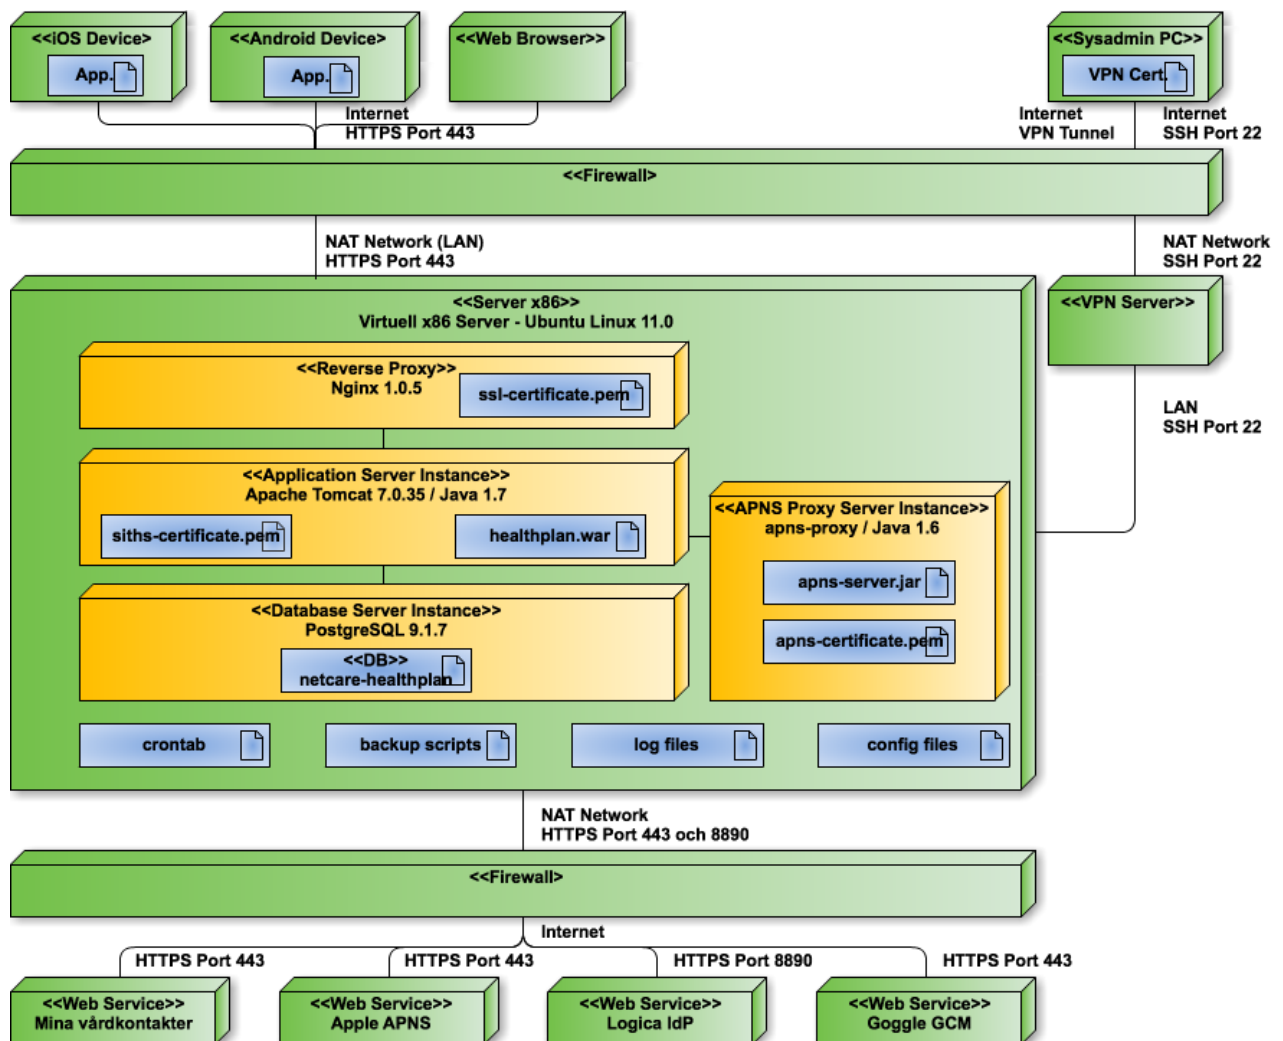 <<iOS Device>
App.
<<Android Device>
App.
<<Web Browser>>
<<Sysadmin PC>>
VPN Cert.
Internet
HTTPS Port 443
Internet
VPN Tunnel
Internet
SSH Port 22
<<Firewall>
NAT Network (LAN)
HTTPS Port 443
NAT Network
SSH Port 22
<<Server x86>>
Virtuell x86 Server - Ubuntu Linux 11.0
<<VPN Server>>
<<Reverse Proxy>>
Nginx 1.0.5
ssl-certificate.pem
LAN
SSH Port 22
<<Application Server Instance>>
Apache Tomcat 7.0.35 / Java 1.7
siths-certificate.pem
healthplan.war
<<APNS Proxy Server Instance>>
apns-proxy / Java 1.6
apns-server.jar
apns-certificate.pem
<<Database Server Instance>>
PostgreSQL 9.1.7
<<DB>>
netcare-healthplan
crontab
backup scripts
log files
config files
NAT Network
HTTPS Port 443 och 8890
<<Firewall>
Internet
HTTPS Port 443
HTTPS Port 443
HTTPS Port 8890
HTTPS Port 443
<<Web Service>>
Mina vårdkontakter
<<Web Service>>
Apple APNS
<<Web Service>>
Logica IdP
<<Web Service>>
Goggle GCM